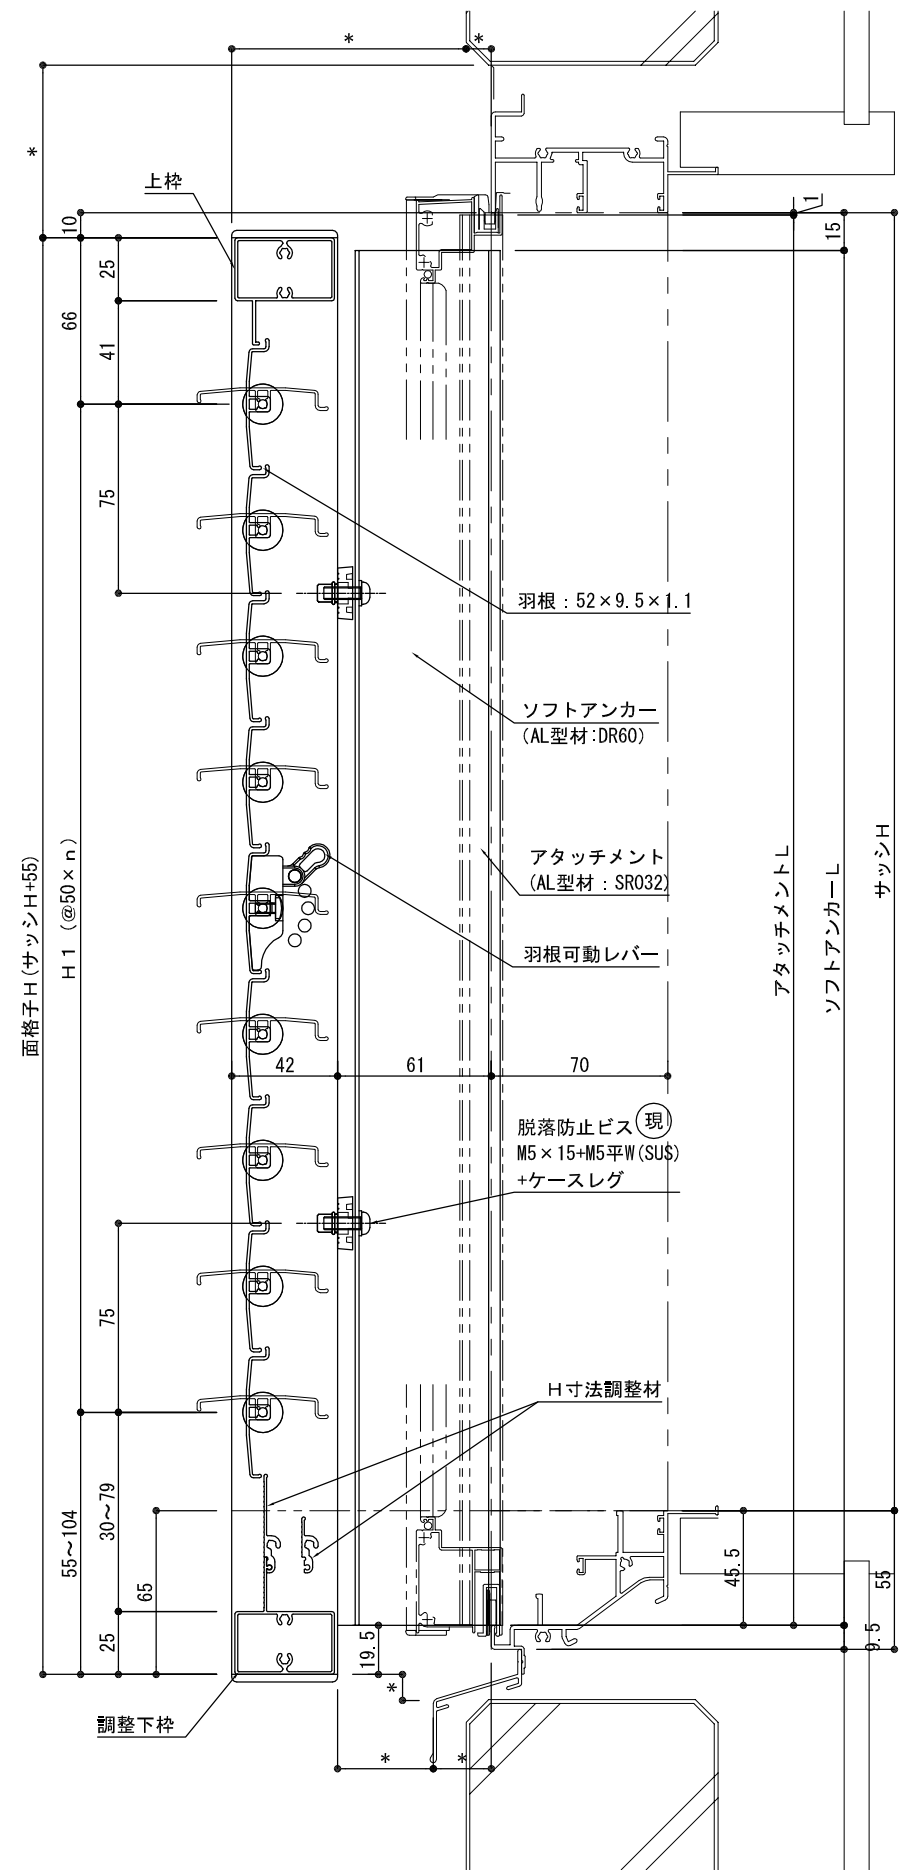 *
*
*
上枠
10
1
15
25
66
41
75
羽根：52×9.5×1.1
ソフトアンカー
(AL型材:DR60)
アタッチメント
(AL型材：SR032)
羽根可動レバー
面格子H(サッシH+55)
H1 (@50×n)
アタッチメントL
ソフトアンカーL
サッシH
42
61
70
脱落防止ビス 現
M5×15+M5平W(SUS)
+ケースレグ
75
H寸法調整材
30～79
55～104
65
45.5
55
25
19.5
9.5
*
調整下枠
*
*